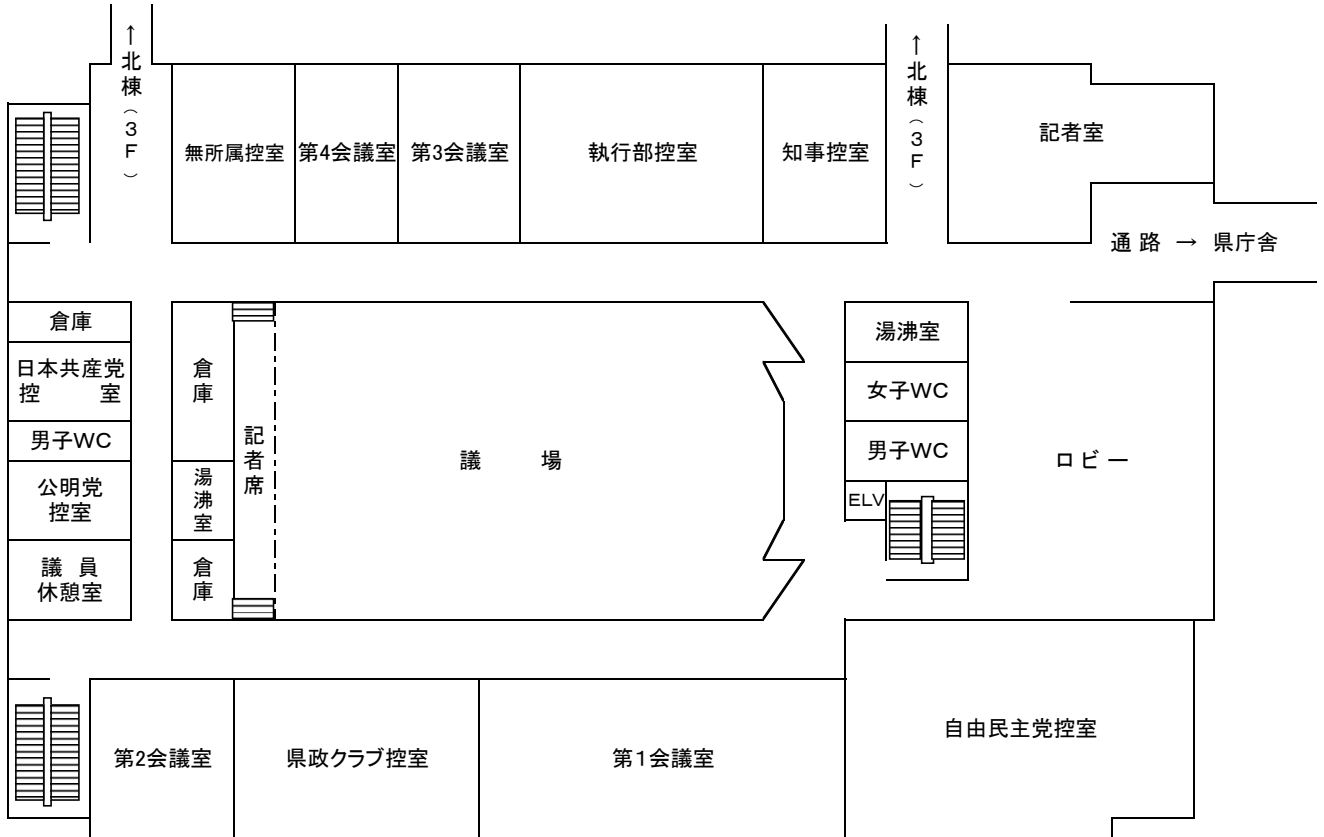 ↑北棟（3F）
↑北棟（3F）
無所属控室
第4会議室
第3会議室
執行部控室
知事控室
記者室
通路 → 県庁舎
倉庫
日本共産党
控　　室
男子WC
公明党
控室
議員
休憩室
倉庫
湯沸室
倉庫
記者席
議　場
湯沸室
女子WC
男子WC
ELV
ロビー
第2会議室
県政クラブ控室
第1会議室
自由民主党控室